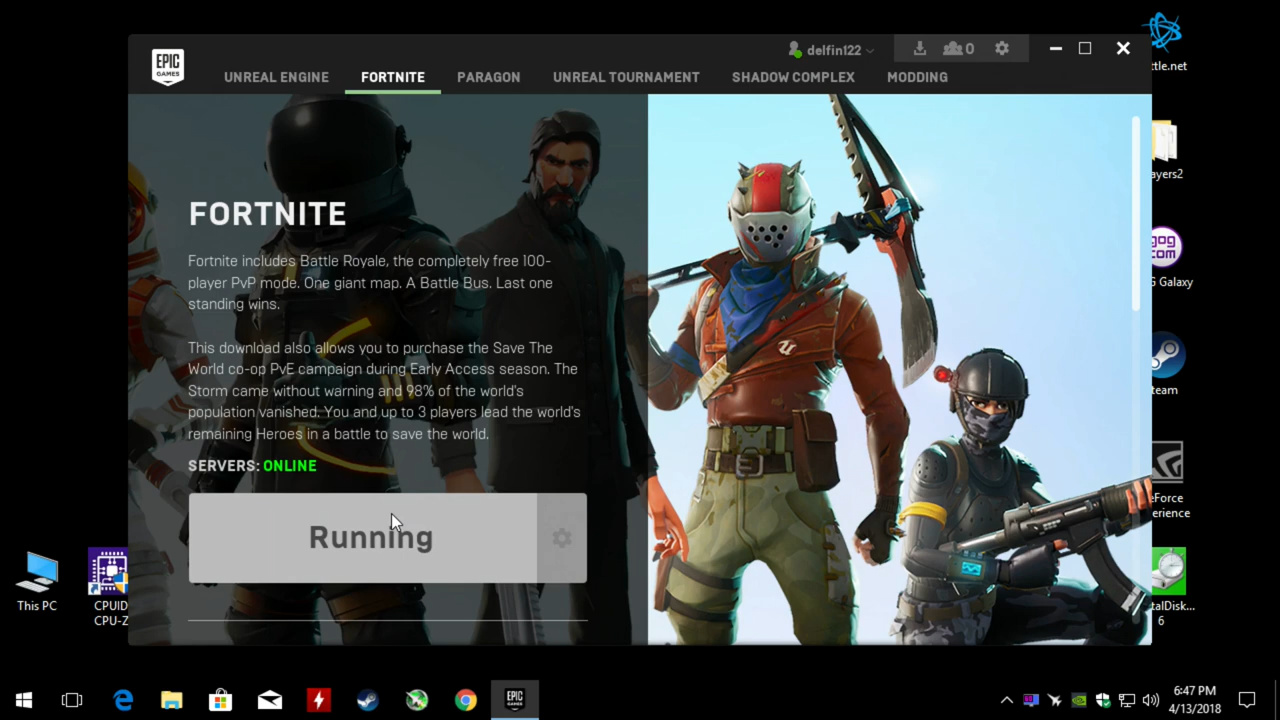 EPIC
GAMES
delfin122
0
UNREAL ENGINE
FORTNITE
PARAGON
UNREAL TOURNAMENT
SHADOW COMPLEX
MODDING
FORTNITE
Fortnite includes Battle Royale, the completely free 100-
player PvP mode. One giant map. A Battle Bus. Last one
standing wins.
This download also allows you to purchase the Save The
World co-op PvE campaign during Early Access season. The
Storm came without warning and 98% of the world's
population vanished. You and up to 3 players lead the world's
remaining Heroes in a battle to save the world.
SERVERS: ONLINE
Running
ttle.net
ayers2
gog
com
G Galaxy
team
eForce
erience
talDisk...
6
This PC
CPUID
CPU-Z
EPIC
GAMES
6:47 PM
4/13/2018